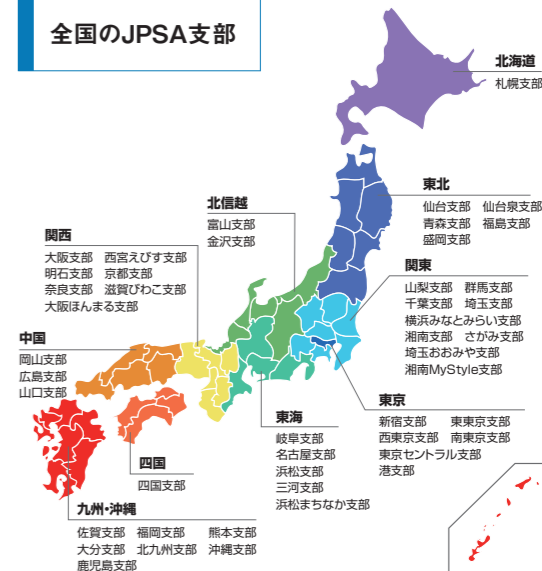 全国のJPSA支部
北海道
札幌支部
東北
仙台支部 仙台泉支部
青森支部 福島支部
盛岡支部
北信越
富山支部
金沢支部
関西
大阪支部 西宮えびす支部
明石支部 京都支部
奈良支部 滋賀びわこ支部
大阪ほんまる支部
関東
山梨支部 群馬支部
千葉支部 埼玉支部
横浜みなとみらい支部
湘南支部 さがみ支部
埼玉おおみや支部
湘南MyStyle支部
中国
岡山支部
広島支部
山口支部
東京
新宿支部 東東京支部
西東京支部 南東京支部
東京セントラル支部
港支部
東海
岐阜支部
名古屋支部
浜松支部
三河支部
浜松まちなか支部
四国
四国支部
九州・沖縄
佐賀支部 福岡支部 熊本支部
大分支部 北九州支部 沖縄支部
鹿児島支部